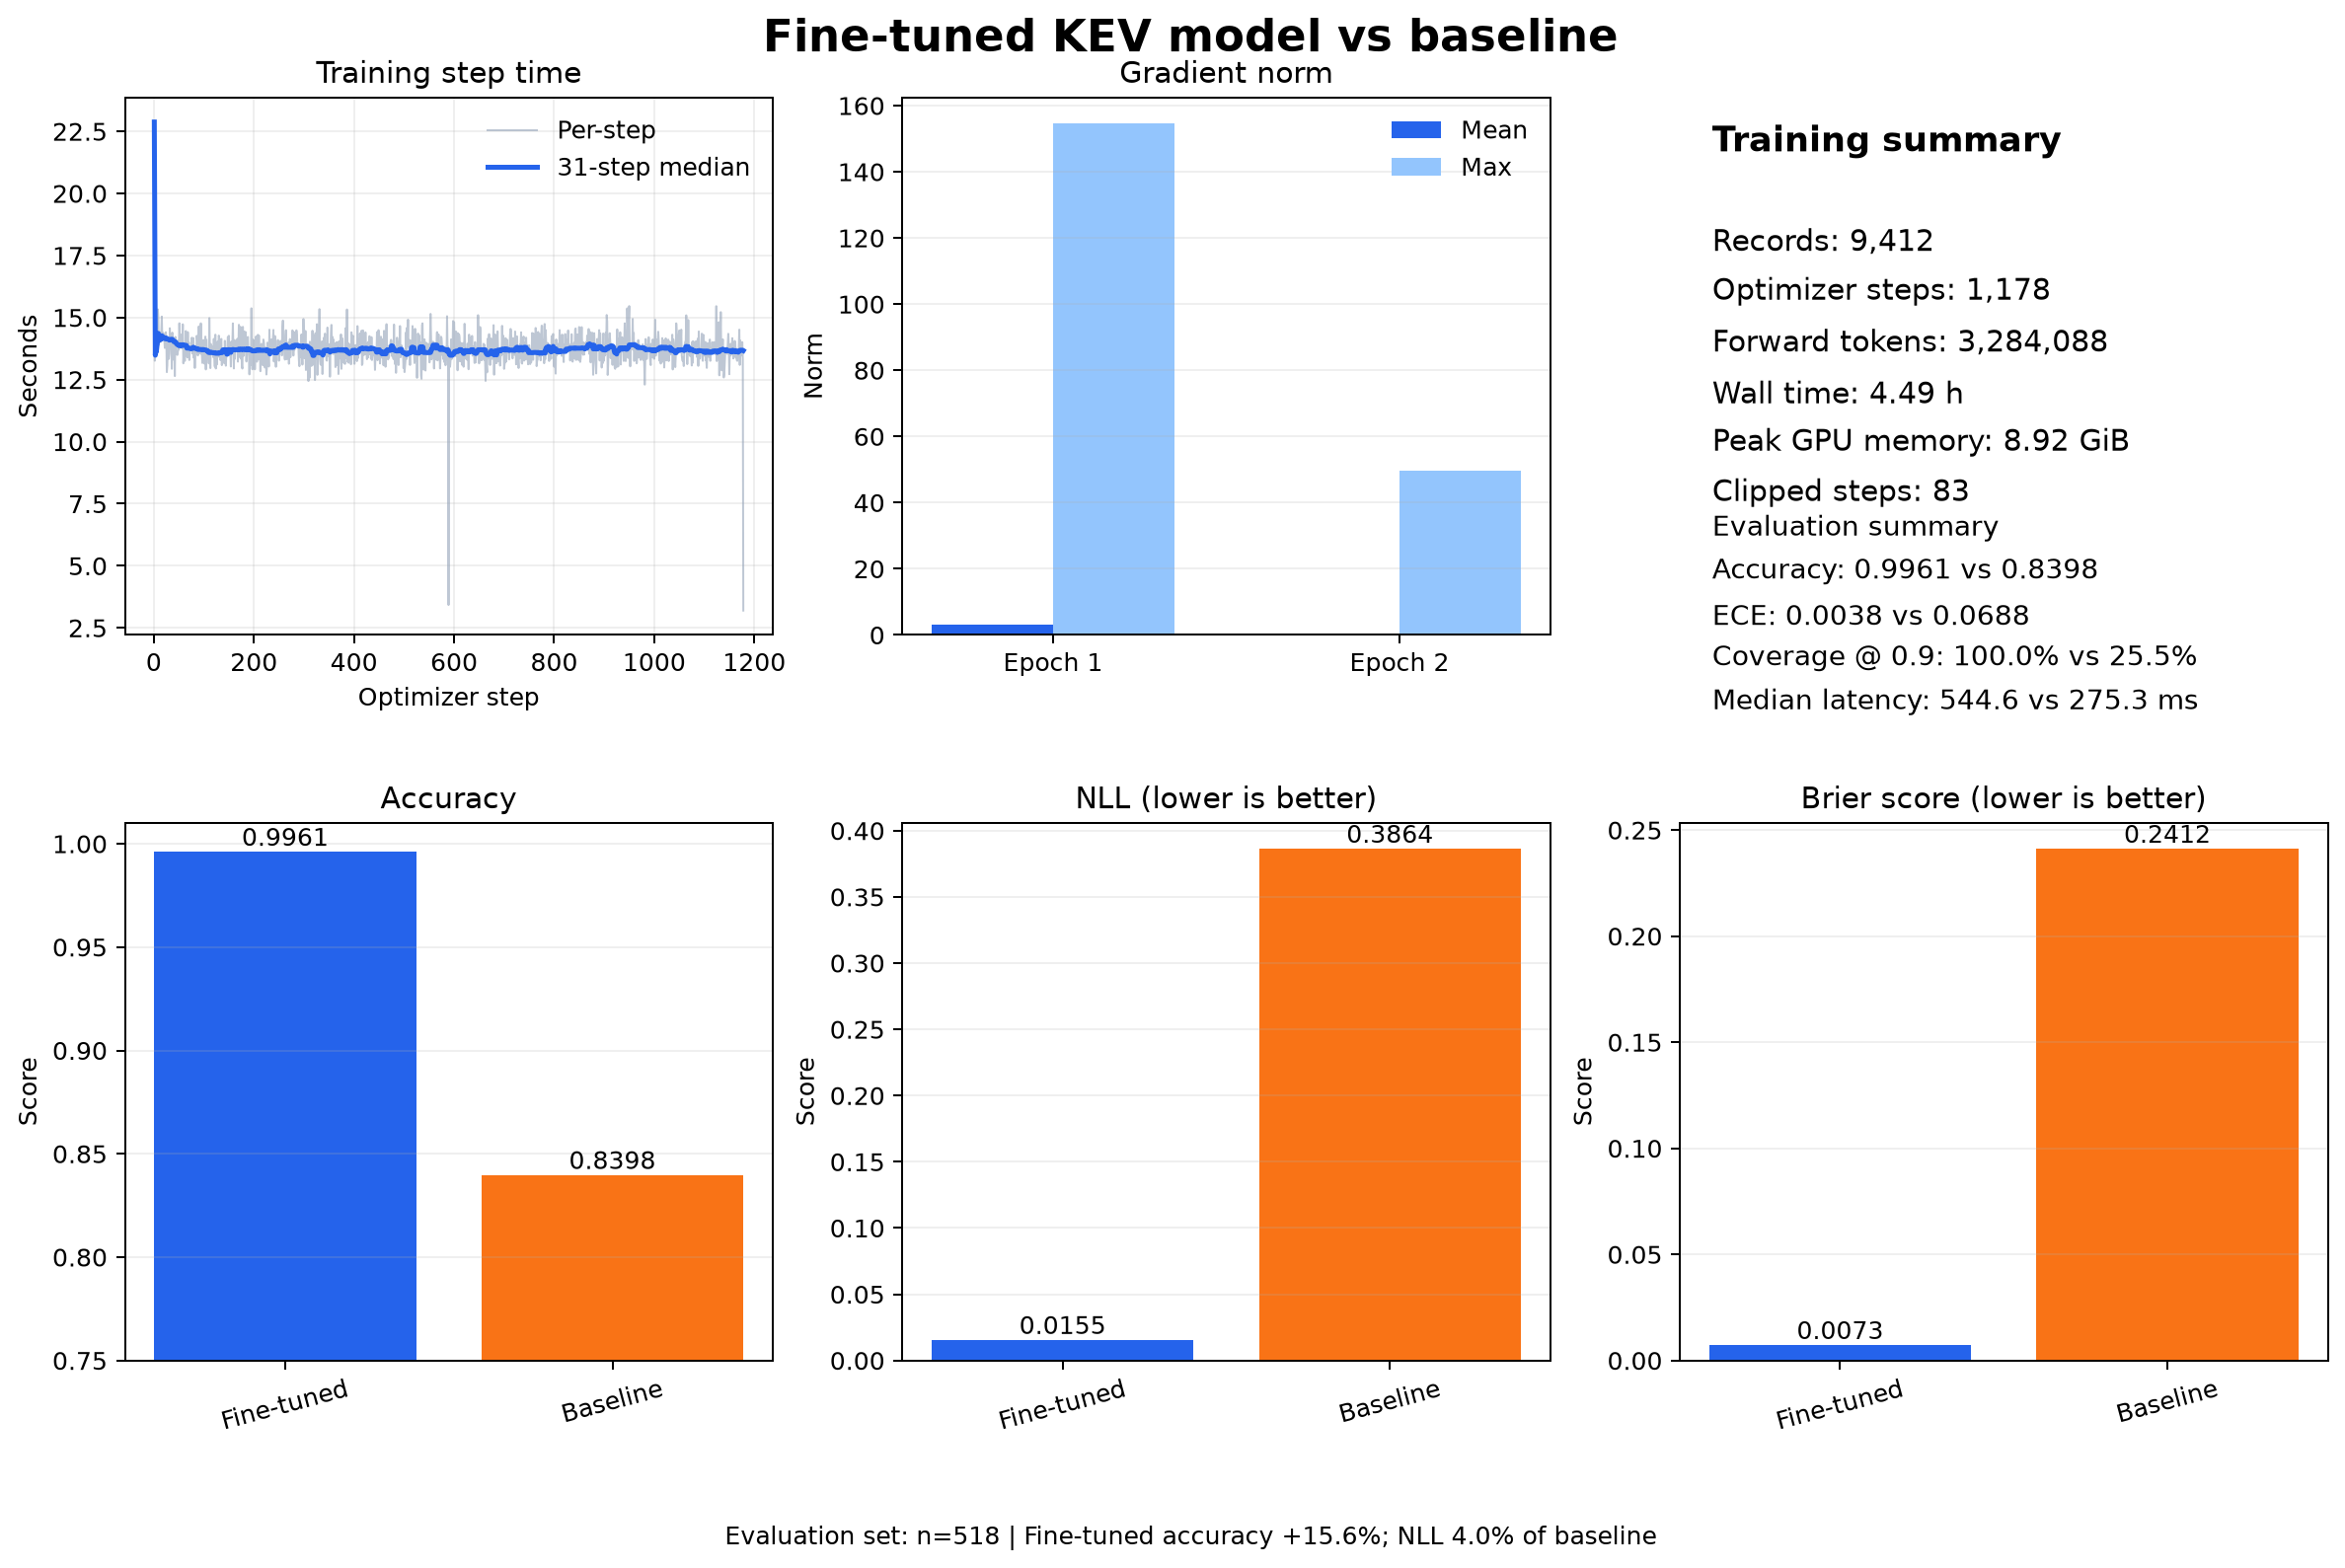 Fine-tuned KEV model vs baseline
Training step time
Per-step
31-step median
22.5
20.0
17.5
15.0
12.5
10.0
7.5
5.0
2.5
Seconds
0 200 400 600 800 1000 1200
Optimizer step
Gradient norm
Mean
Max
160
140
120
100
80
60
40
20
0
Norm
Epoch 1 Epoch 2
Training summary
Records: 9,412
Optimizer steps: 1,178
Forward tokens: 3,284,088
Wall time: 4.49 h
Peak GPU memory: 8.92 GiB
Clipped steps: 83
Evaluation summary
Accuracy: 0.9961 vs 0.8398
ECE: 0.0038 vs 0.0688
Coverage @ 0.9: 100.0% vs 25.5%
Median latency: 544.6 vs 275.3 ms
Accuracy
1.00
0.95
0.90
0.85
0.80
0.75
Score
0.9961
0.8398
Fine-tuned Baseline
NLL (lower is better)
0.40
0.35
0.30
0.25
0.20
0.15
0.10
0.05
0.00
Score
0.0155
0.3864
Fine-tuned Baseline
Brier score (lower is better)
0.25
0.20
0.15
0.10
0.05
0.00
Score
0.0073
0.2412
Fine-tuned Baseline
Evaluation set: n=518 | Fine-tuned accuracy +15.6%; NLL 4.0% of baseline